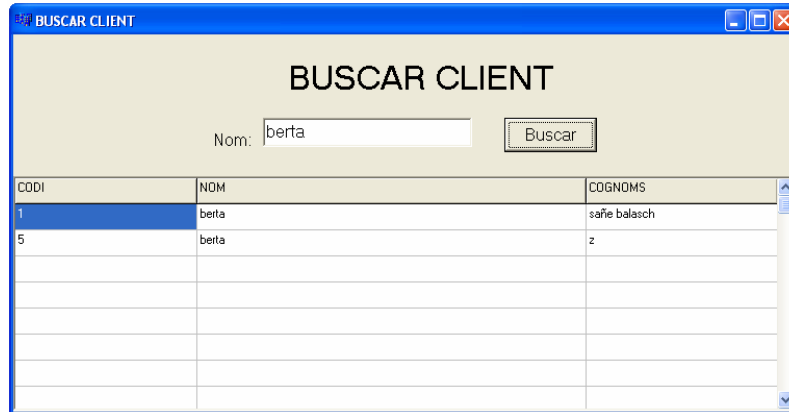 BUSCAR CLIENT
BUSCAR CLIENT
Nom: berta Buscar
CODI NOM COGNOMS
1 berta sañe balasch
5 berta z